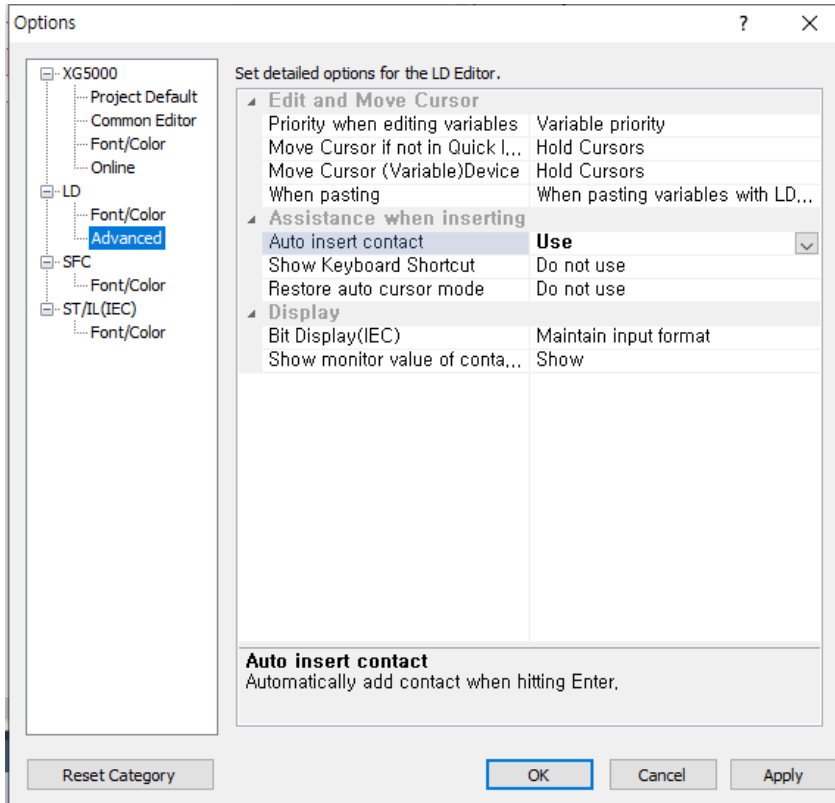 Options
?
XG5000
Project Default
Common Editor
Font/Color
Online
LD
Font/Color
Advanced
SFC
Font/Color
ST/IL(IEC)
Font/Color
Set detailed options for the LD Editor.
Edit and Move Cursor
Priority when editing variables Variable priority
Move Cursor if not in Quick I... Hold Cursors
Move Cursor (Variable)Device Hold Cursors
When pasting When pasting variables with LD...
Assistance when inserting
Auto insert contact Use
Show Keyboard Shortcut Do not use
Restore auto cursor mode Do not use
Display
Bit Display(IEC) Maintain input format
Show monitor value of conta... Show
Auto insert contact
Automatically add contact when hitting Enter.
Reset Category OK Cancel Apply